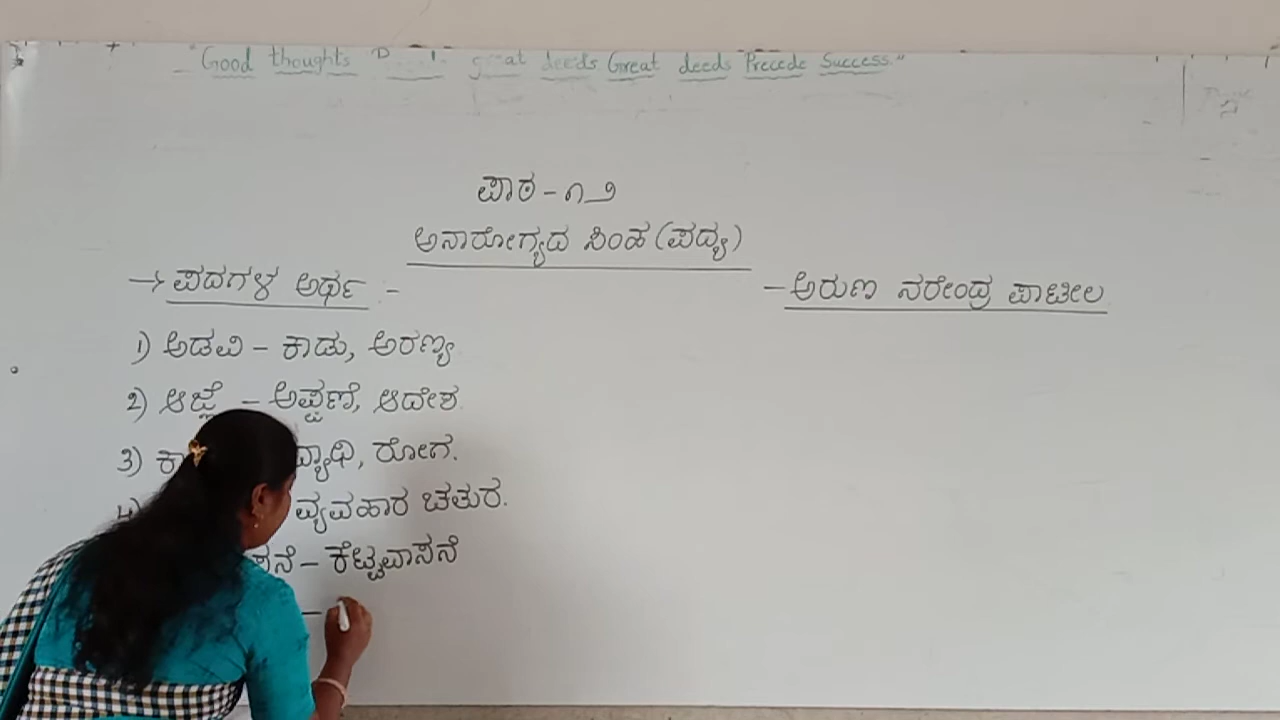 "Good thoughts great deeds Great deeds Precede Success."
ಪಾಠ - ೧೨
ಅನಾರೋಗ್ಯದ ಸಿಂಹ (ಪದ್ಯ)
→ ಪದಗಳ ಅರ್ಥ :-
- ಅರುಣ ನರೇಂದ್ರ ಪಾಟೀಲ
1) ಅಡವಿ - ಕಾಡು, ಅರಣ್ಯ
2) ಆಜ್ಞೆ - ಅಪ್ಪಣೆ, ಆದೇಶ.
3) ವ್ಯಾಧಿ, ರೋಗ.
4) ವ್ಯವಹಾರ ಚತುರ.
- ಕೆಟ್ಟವಾಸನೆ